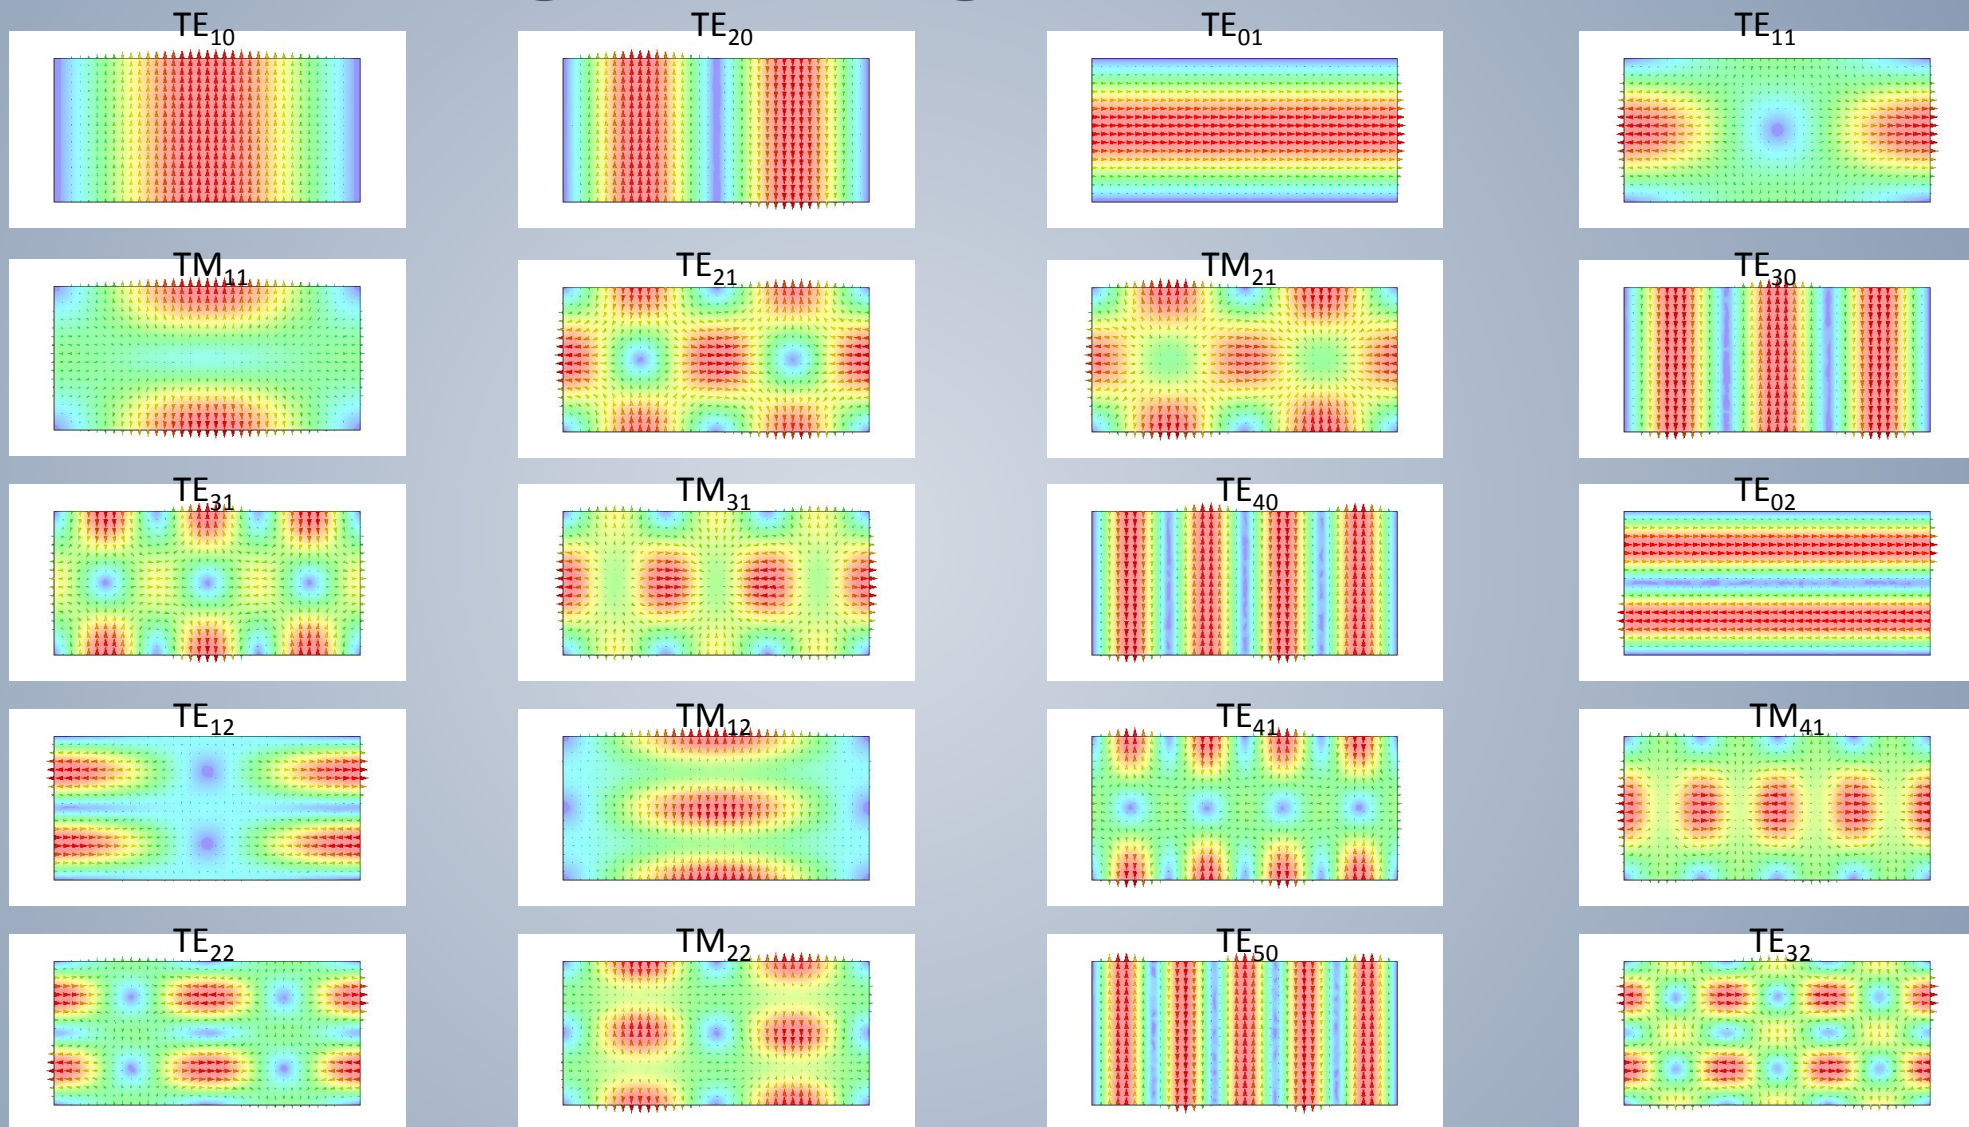 TE₁₀ TE₂₀ TE₀₁ TE₁₁
TM₁₁ TE₂₁ TM₂₁ TE₃₀
TE₃₁ TM₃₁ TE₄₀ TE₀₂
TE₁₂ TM₁₂ TE₄₁ TM₄₁
TE₂₂ TM₂₂ TE₅₀ TE₃₂